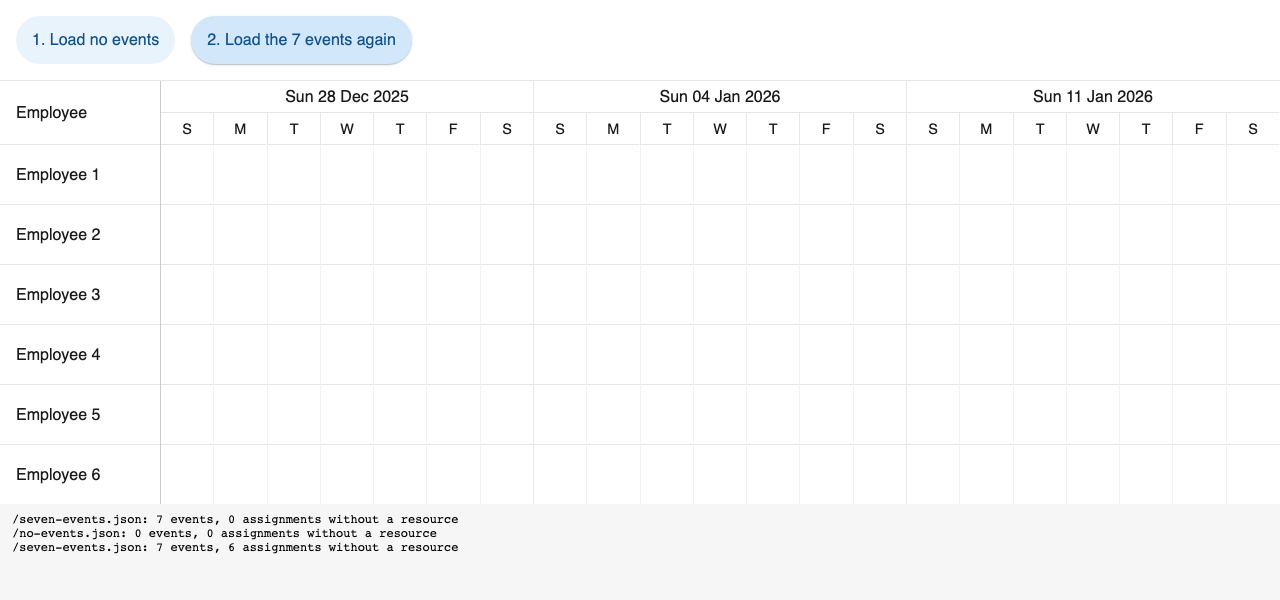 1. Load no events
2. Load the 7 events again
Employee
Sun 28 Dec 2025
Sun 04 Jan 2026
Sun 11 Jan 2026
S M T W T F S S M T W T F S S M T W T F S
Employee 1
Employee 2
Employee 3
Employee 4
Employee 5
Employee 6
/seven-events.json: 7 events, 0 assignments without a resource
/no-events.json: 0 events, 0 assignments without a resource
/seven-events.json: 7 events, 6 assignments without a resource